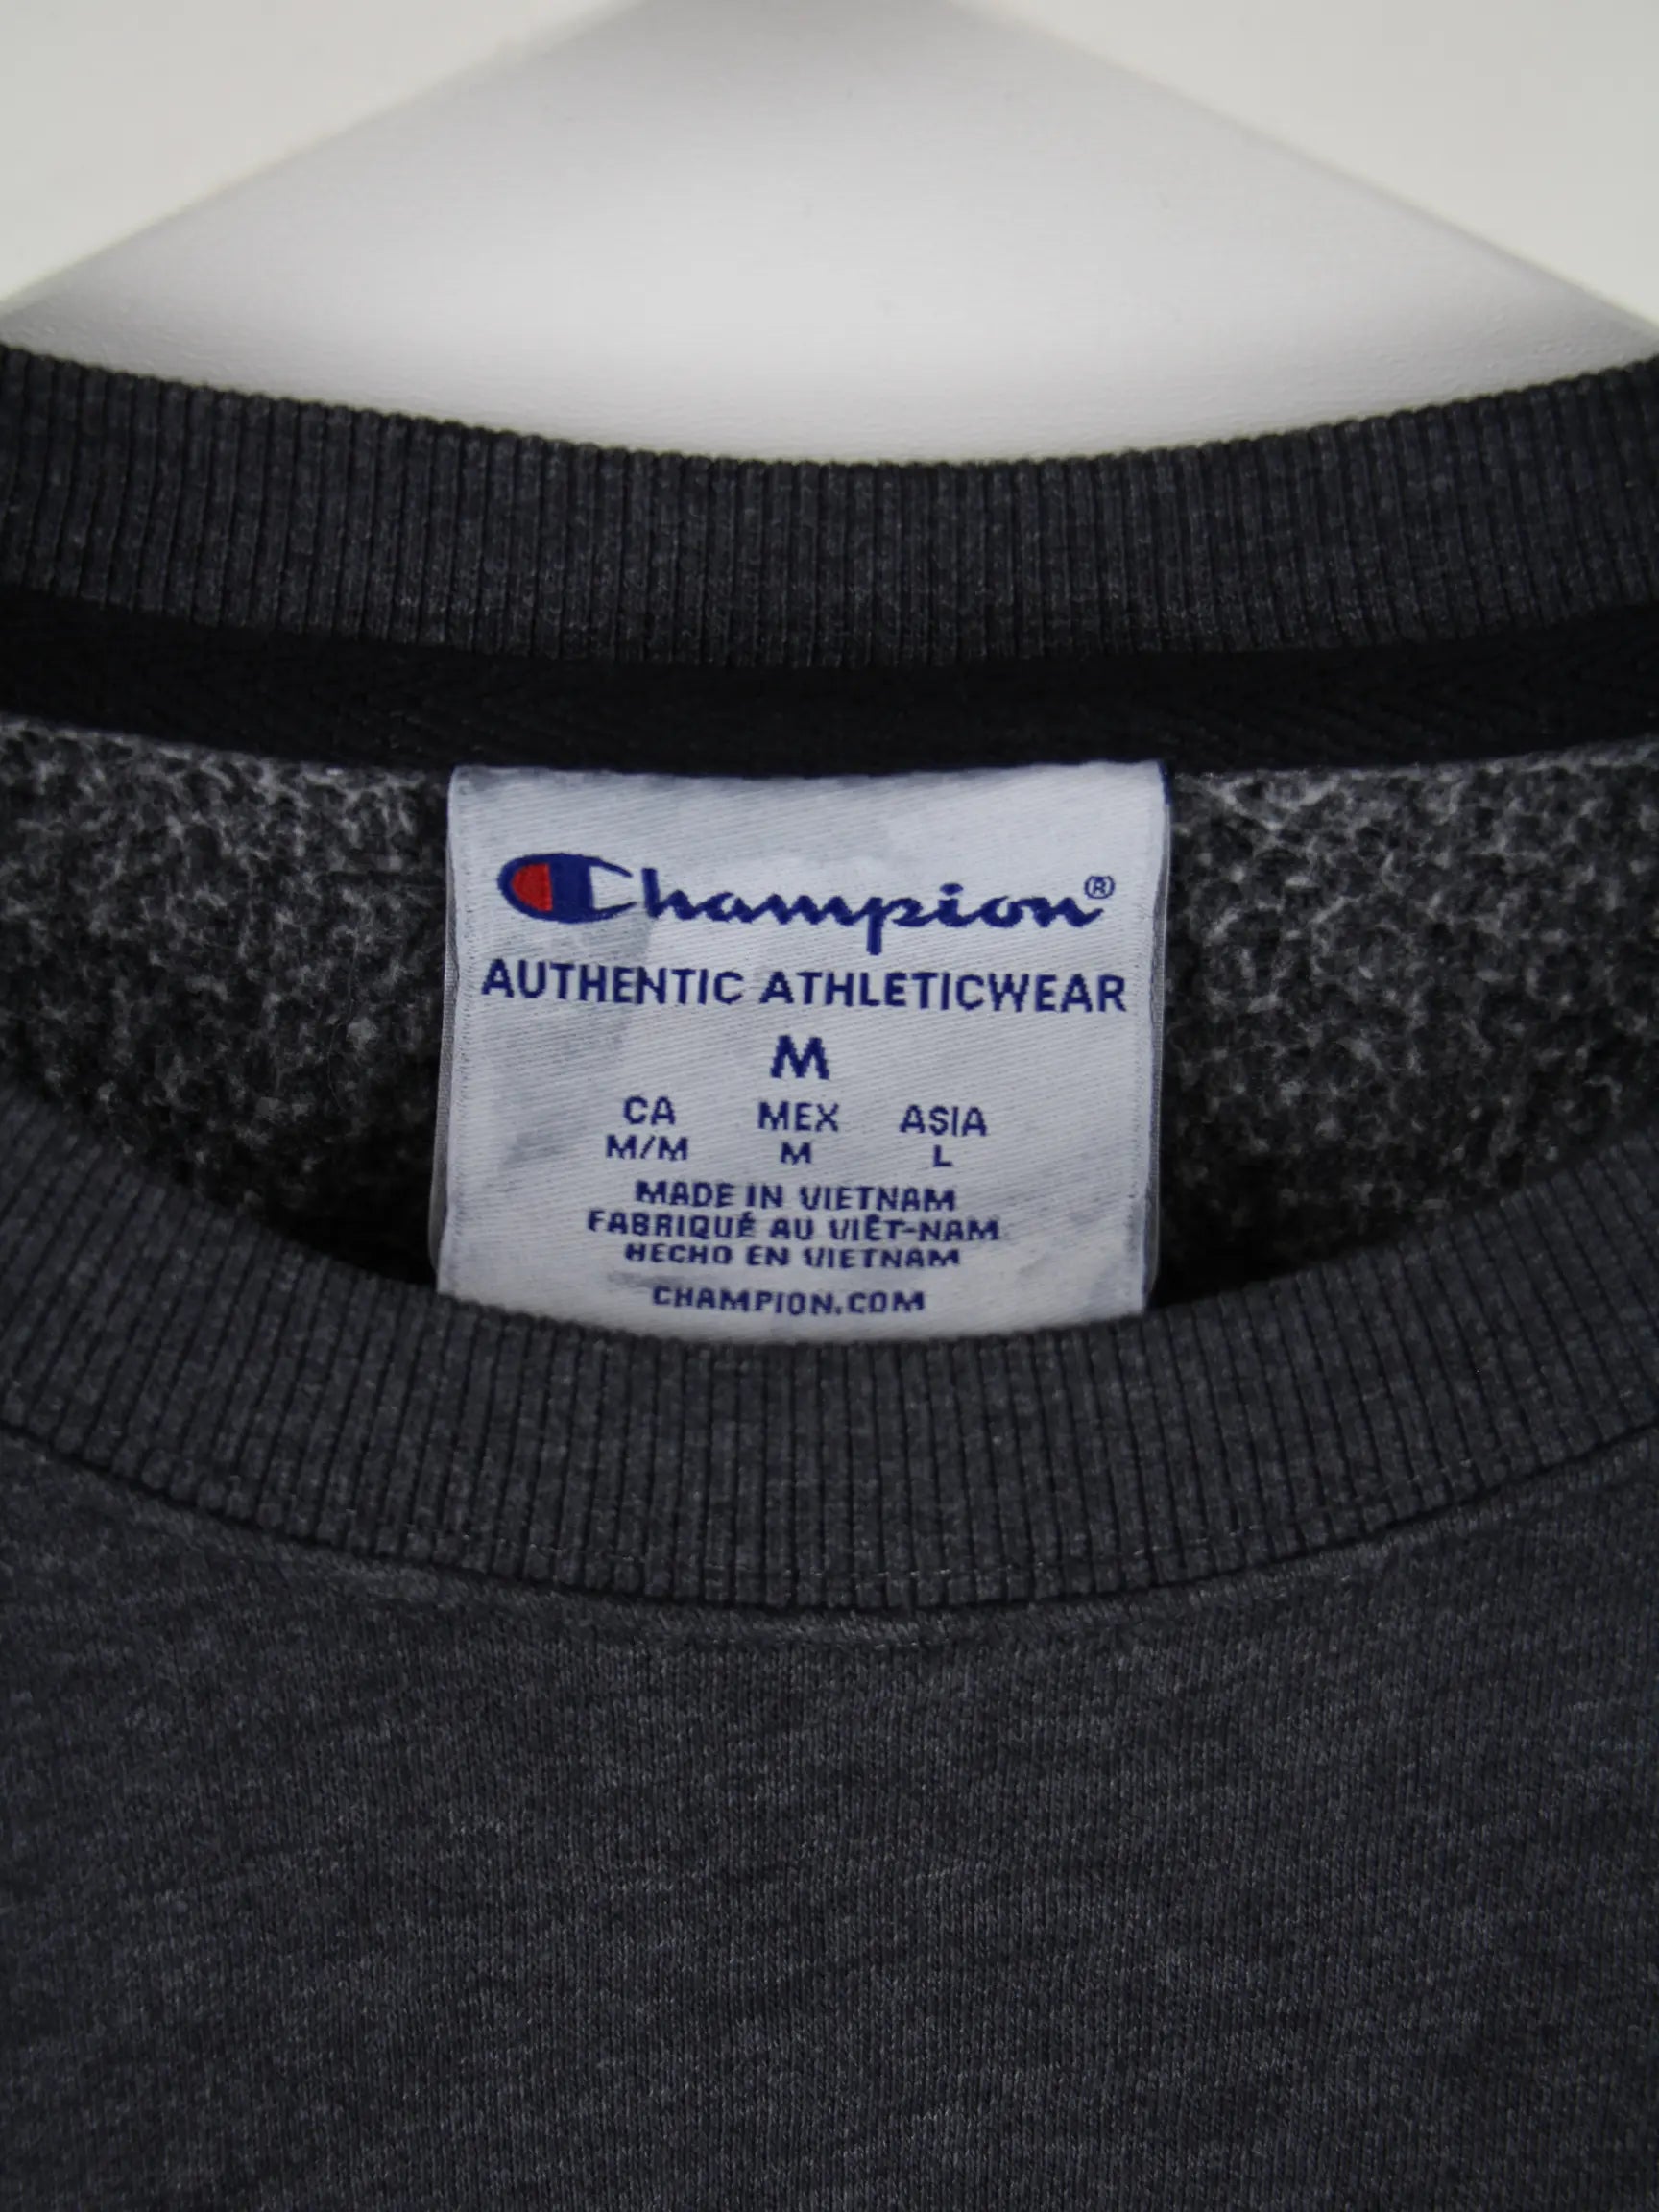 Champion®
AUTHENTIC ATHLETICWEAR
M
CA MEX ASIA
M/M M L
MADE IN VIETNAM
FABRIQUÉ AU VIÊT-NAM
HECHO EN VIETNAM
CHAMPION.COM